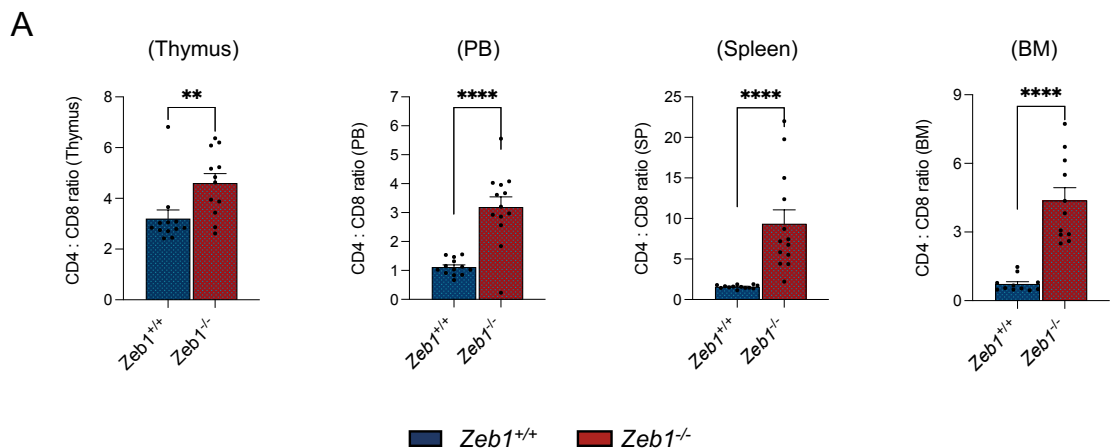 A
(Thymus)
CD4 : CD8 ratio (Thymus)
8
6
4
2
0
**
Zeb1+/+
Zeb1-/-
(PB)
CD4 : CD8 ratio (PB)
7
6
5
4
3
2
1
0
****
Zeb1+/+
Zeb1-/-
(Spleen)
CD4 : CD8 ratio (SP)
25
20
15
10
5
0
****
Zeb1+/+
Zeb1-/-
(BM)
CD4 : CD8 ratio (BM)
9
6
3
0
****
Zeb1+/+
Zeb1-/-
Zeb1+/+ Zeb1-/-